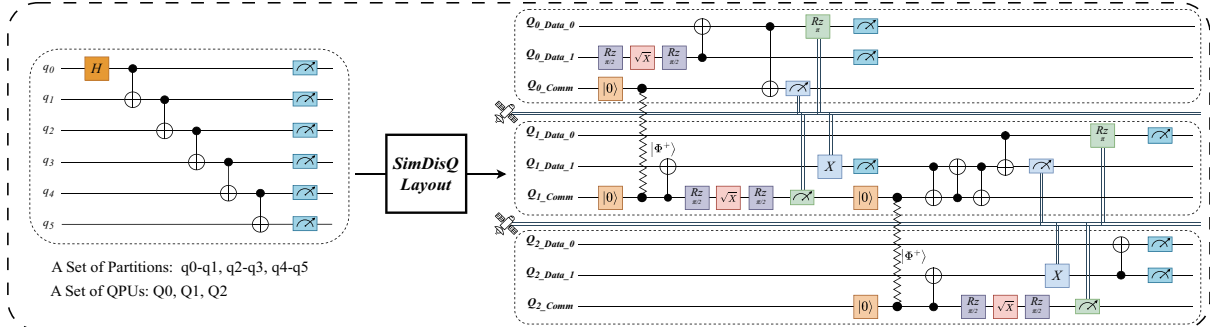 q0
H
q1
q2
q3
q4
q5
A Set of Partitions: q0-q1, q2-q3, q4-q5
A Set of QPUs: Q0, Q1, Q2
SimDisQ
Layout
Q0_Data_0
Rz
π
Q0_Data_1
Rz π/2 √X Rz π/2
Q0_Comm
|0⟩
Q1_Data_0
Rz
π
|Φ+⟩
Q1_Data_1
X
Q1_Comm
|0⟩ Rz π/2 √X Rz π/2 |0⟩
Q2_Data_0
|Φ+⟩
Q2_Data_1
X
Q2_Comm
|0⟩ Rz π/2 √X Rz π/2